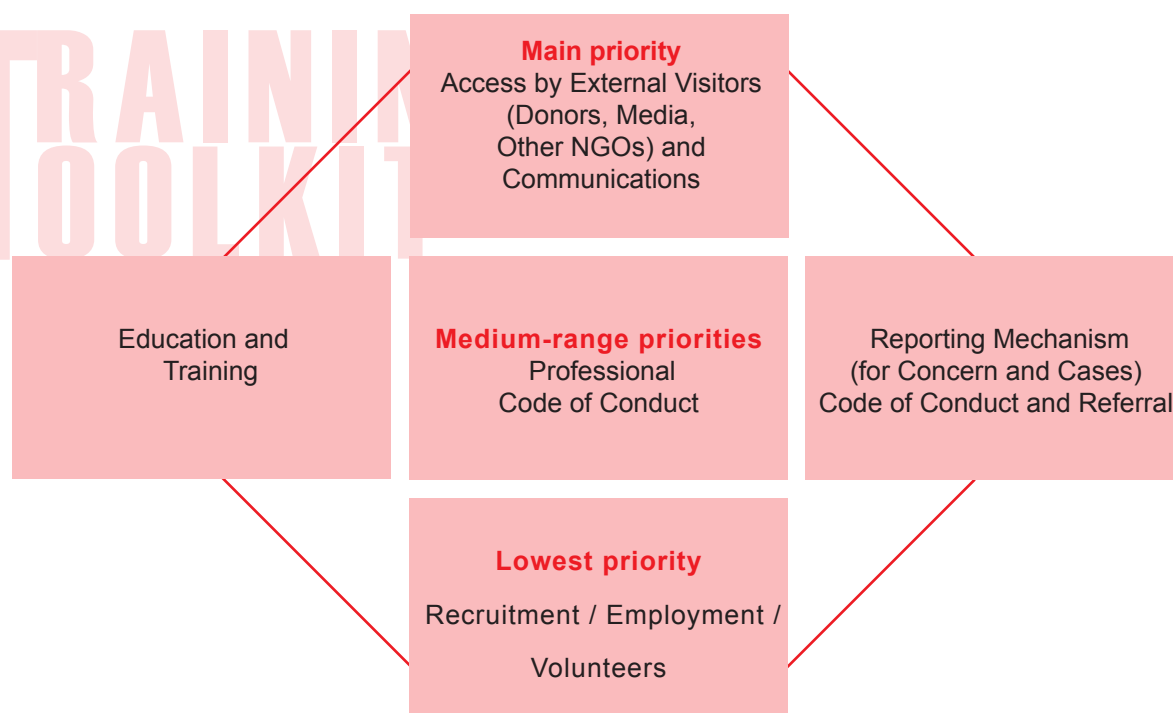 TRAININ
TOOLKIT
Main priority
Access by External Visitors
(Donors, Media,
Other NGOs) and
Communications
Education and
Training
Medium-range priorities
Professional
Code of Conduct
Reporting Mechanism
(for Concern and Cases)
Code of Conduct and Referral
Lowest priority
Recruitment / Employment /
Volunteers